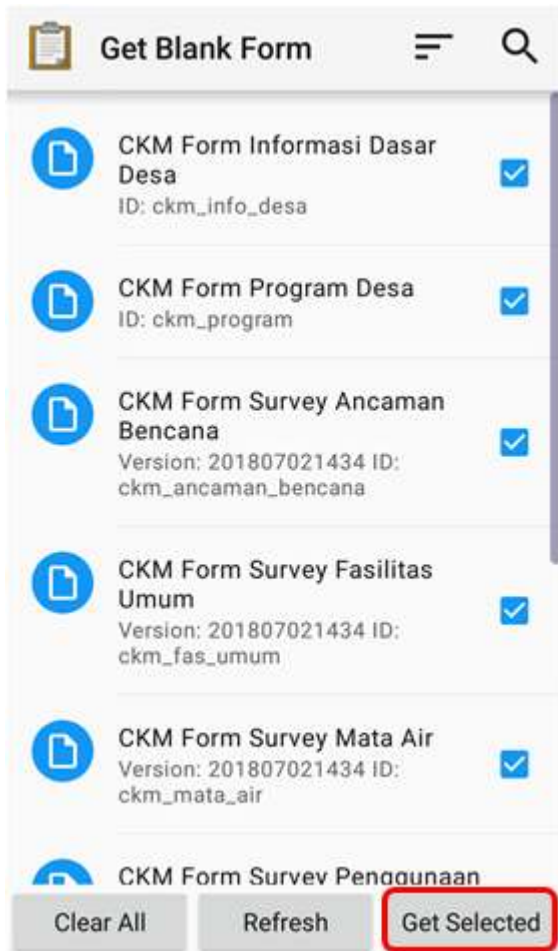 Get Blank Form
CKM Form Informasi Dasar
Desa
ID: ckm_info_desa
CKM Form Program Desa
ID: ckm_program
CKM Form Survey Ancaman
Bencana
Version: 201807021434 ID:
ckm_ancaman_bencana
CKM Form Survey Fasilitas
Umum
Version: 201807021434 ID:
ckm_fas_umum
CKM Form Survey Mata Air
Version: 201807021434 ID:
ckm_mata_air
CKM Form Survey Penggunaan
Clear All
Refresh
Get Selected